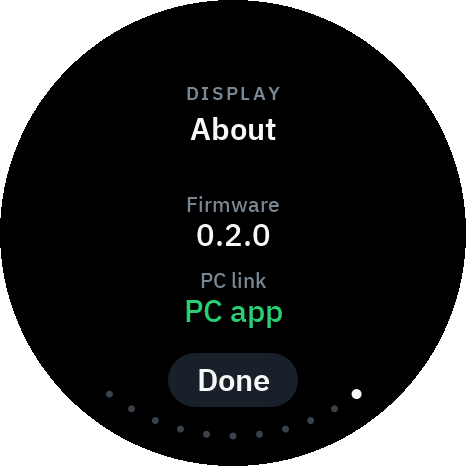 DISPLAY
About
Firmware
0.2.0
PC link
PC app
Done